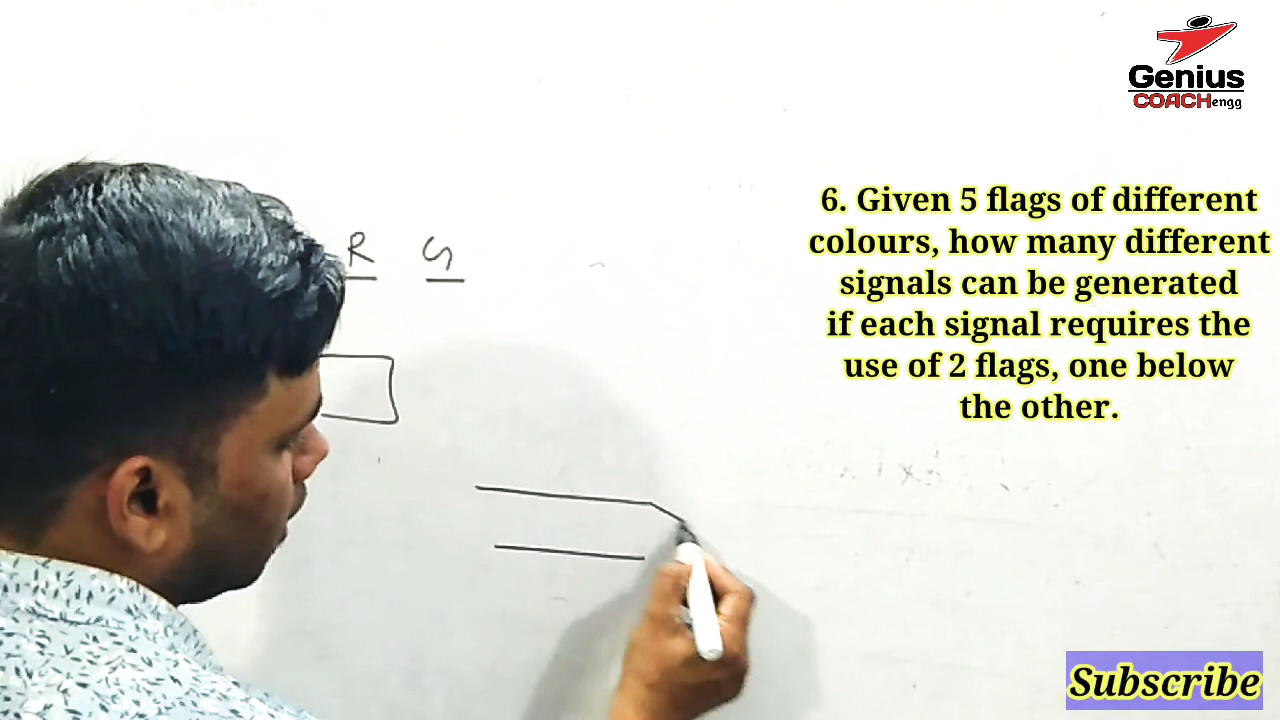 Genius
COACHengg
6. Given 5 flags of different
colours, how many different
signals can be generated
if each signal requires the
use of 2 flags, one below
the other.
R G
Subscribe